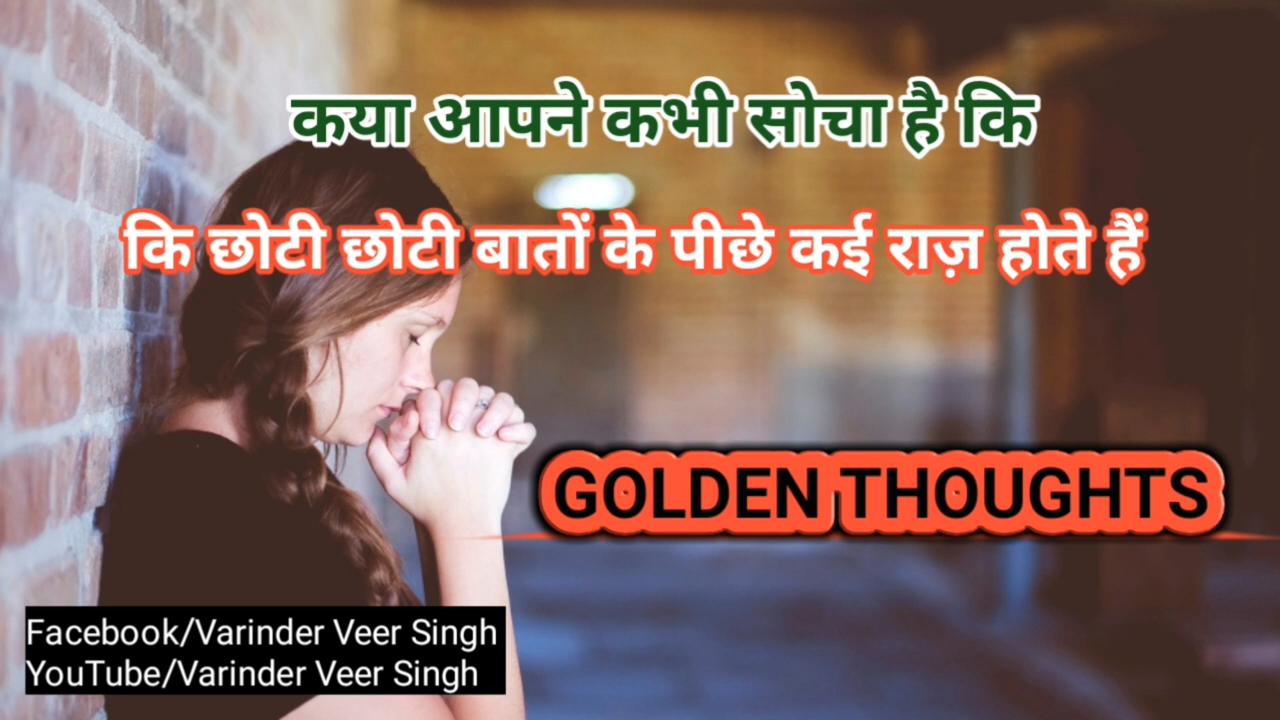 कया आपने कभी सोचा है कि
कि छोटी छोटी बातों के पीछे कई राज़ होते हैं
GOLDEN THOUGHTS
Facebook/Varinder Veer Singh
YouTube/Varinder Veer Singh